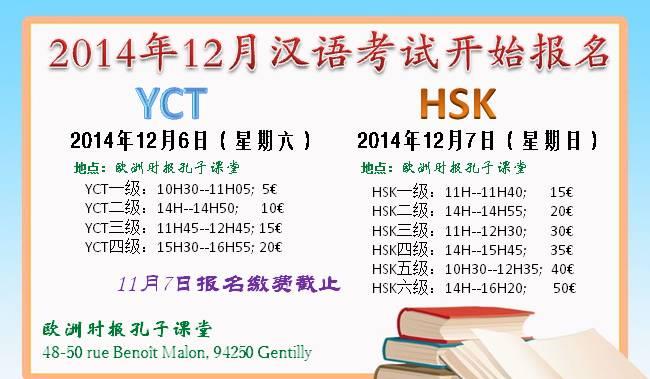 2014年12月汉语考试开始报名
YCT
2014年12月6日（星期六）
地点：欧洲时报孔子课堂
YCT一级：10H30--11H05; 5€
YCT二级：14H--14H50; 10€
YCT三级：11H45--12H45; 15€
YCT四级：15H30--16H55; 20€
11月7日报名缴费截止
HSK
2014年12月7日（星期日）
地点：欧洲时报孔子课堂
HSK一级：11H--11H40; 15€
HSK二级：14H--14H55; 20€
HSK三级：11H--12H30; 30€
HSK四级：14H--15H45; 35€
HSK五级：10H30--12H35; 40€
HSK六级：14H--16H20; 50€
欧洲时报孔子课堂
48-50 rue Benoît Malon, 94250 Gentilly